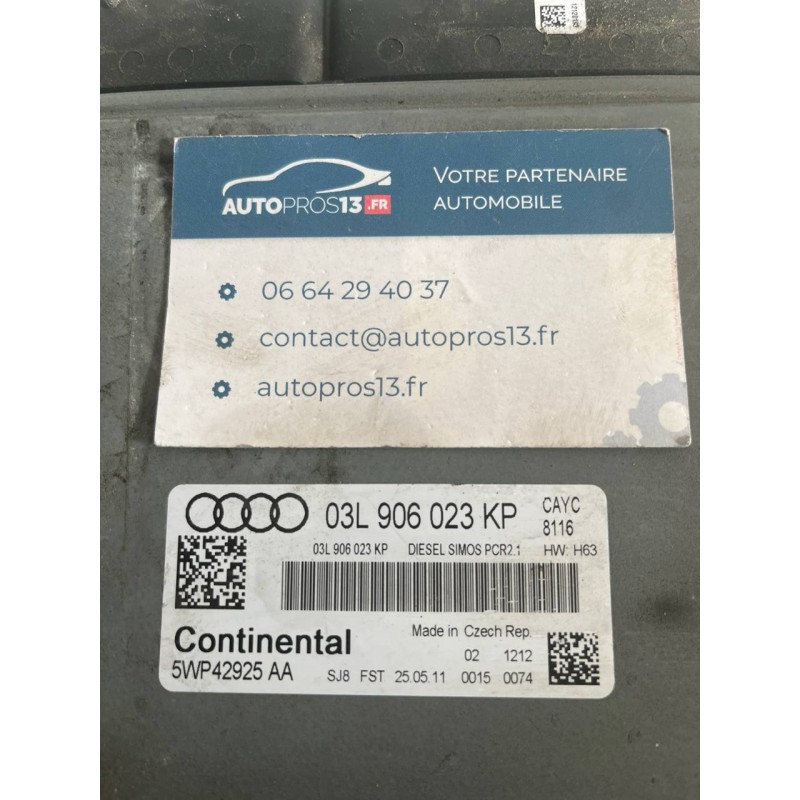 VOTRE PARTENAIRE
AUTOMOBILE
AUTOPROS13.FR
06 64 29 40 37
contact@autopros13.fr
autopros13.fr
03L 906 023 KP
CAYC
8116
03L 906 023 KP DIESEL SIMOS PCR2.1 HW: H63
Continental
Made in Czech Rep.
02 1212
5WP42925 AA
SJ8 FST 25.05.11 0015 0074